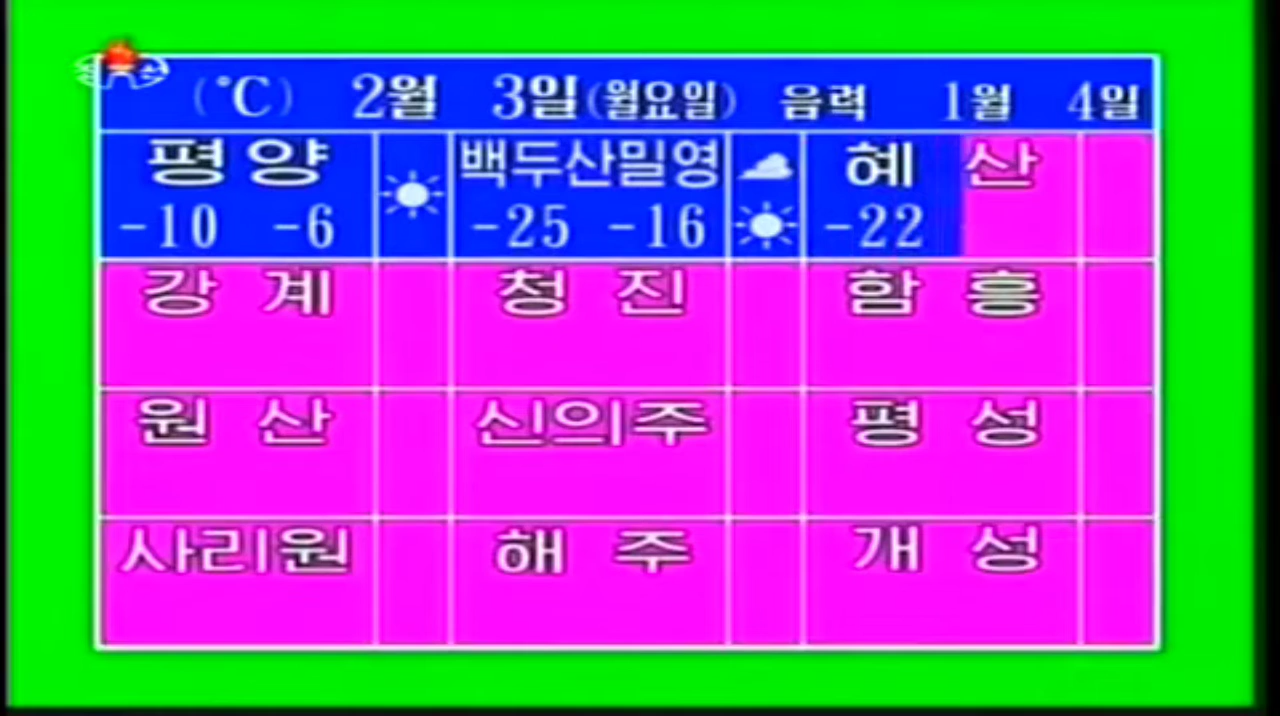 (℃) 2월 3일(월요일) 음력 1월 4일
평양 백두산밀영 혜산
-10 -6 -25 -16 -22
강계 청진 함흥
원산 신의주 평성
사리원 해주 개성